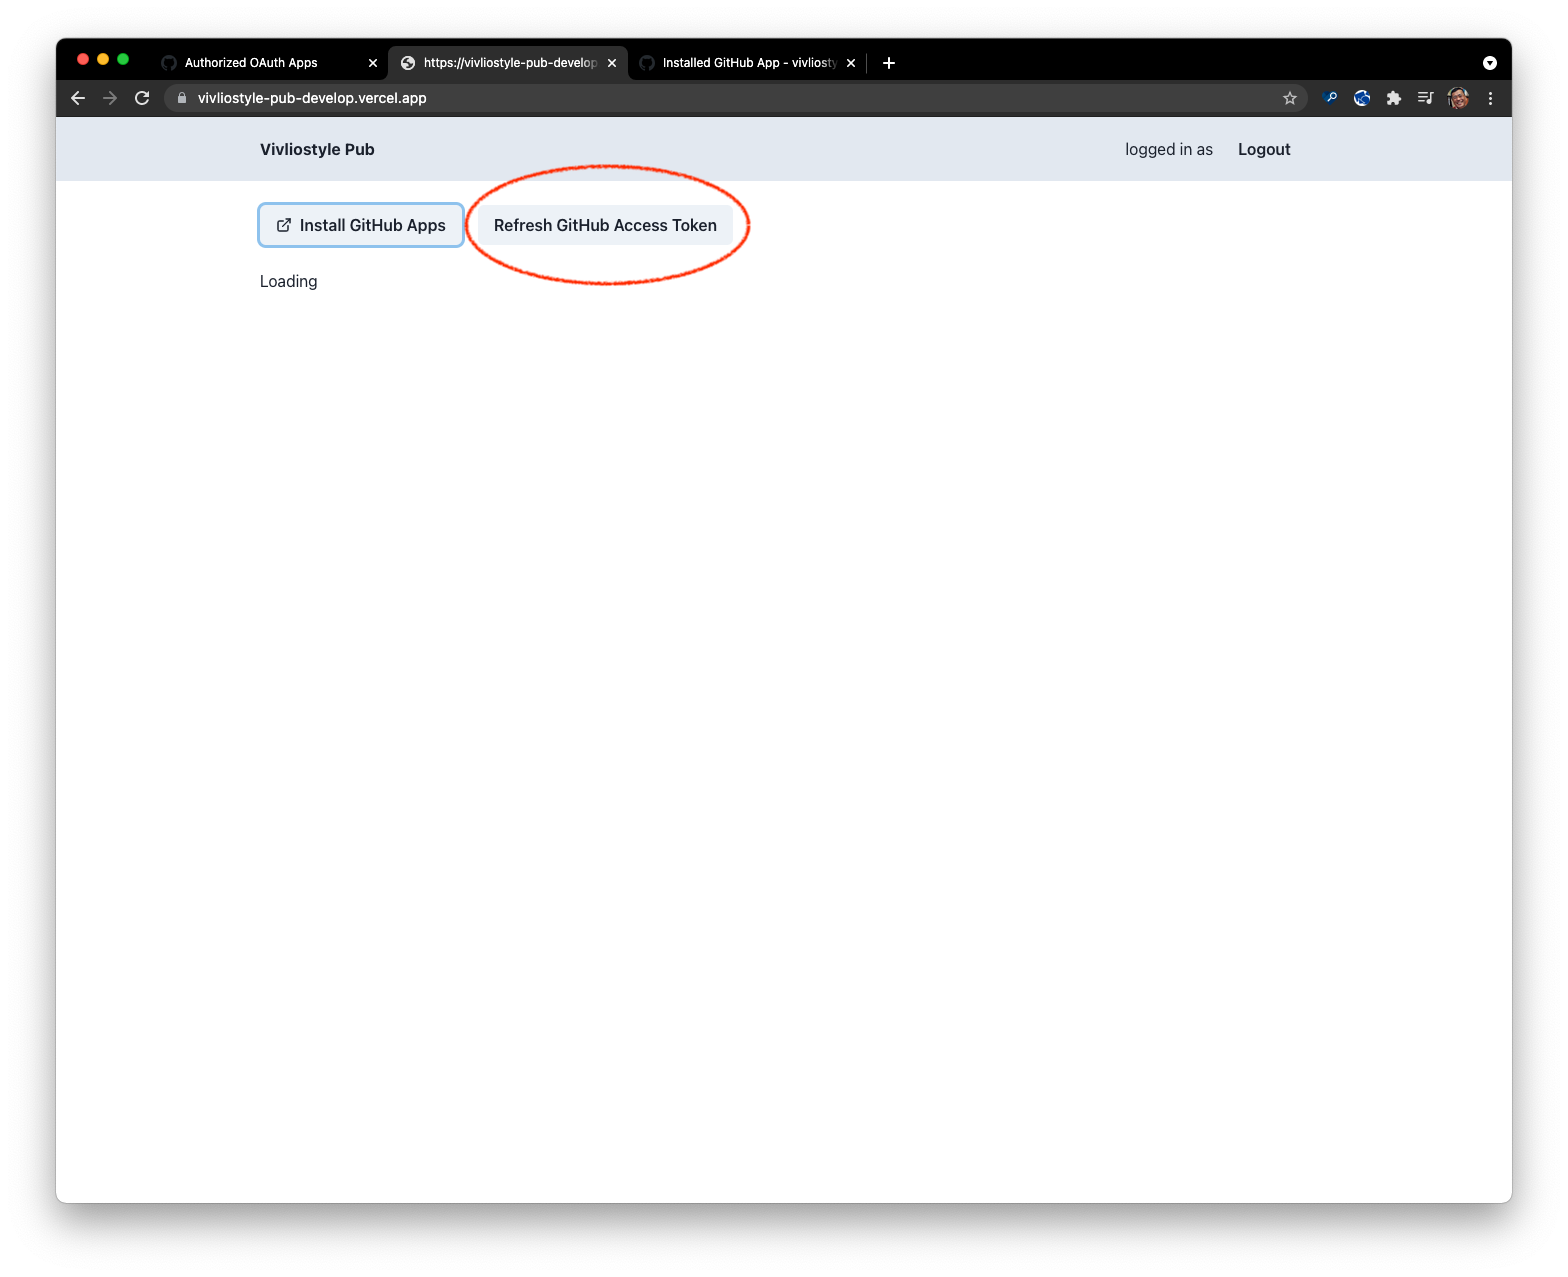 Authorized OAuth Apps
https://vivliostyle-pub-develop
Installed GitHub App - vivliosty
vivliostyle-pub-develop.vercel.app
Vivliostyle Pub
logged in as
Logout
Install GitHub Apps
Refresh GitHub Access Token
Loading